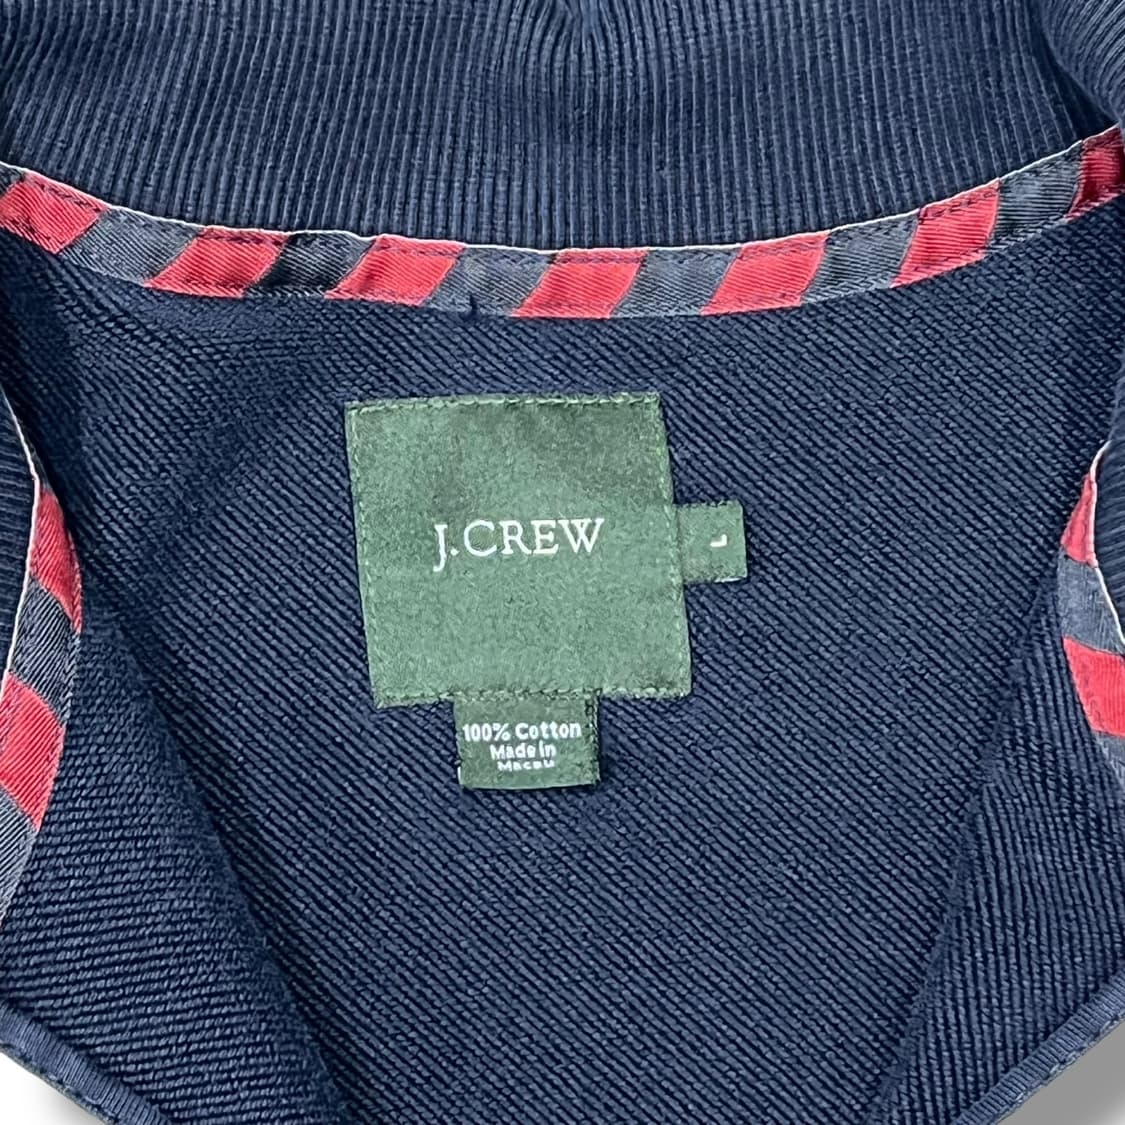 J.CREW
L
100% Cotton
Made in
Macau